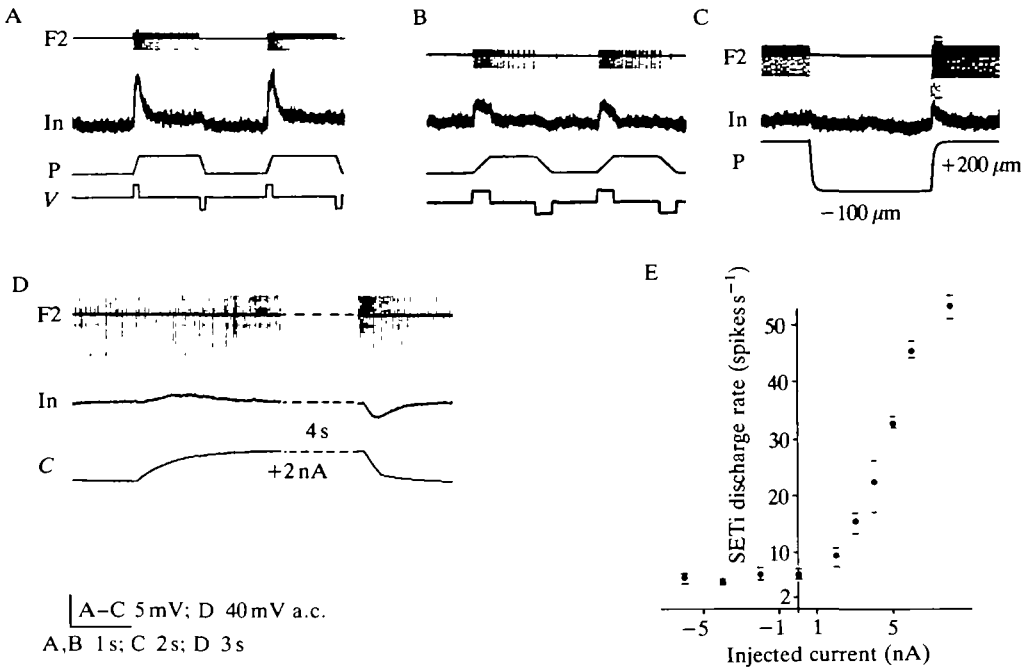 A
F2
In
P
V
B
C
F2
In
P
+200 μm
−100 μm
D
F2
In
4 s
C
+2 nA
A–C 5 mV; D 40 mV a.c.
A,B 1 s; C 2 s; D 3 s
E
SETi discharge rate (spikes s⁻¹)
50
40
30
20
10
2
−5
−1
1
5
Injected current (nA)